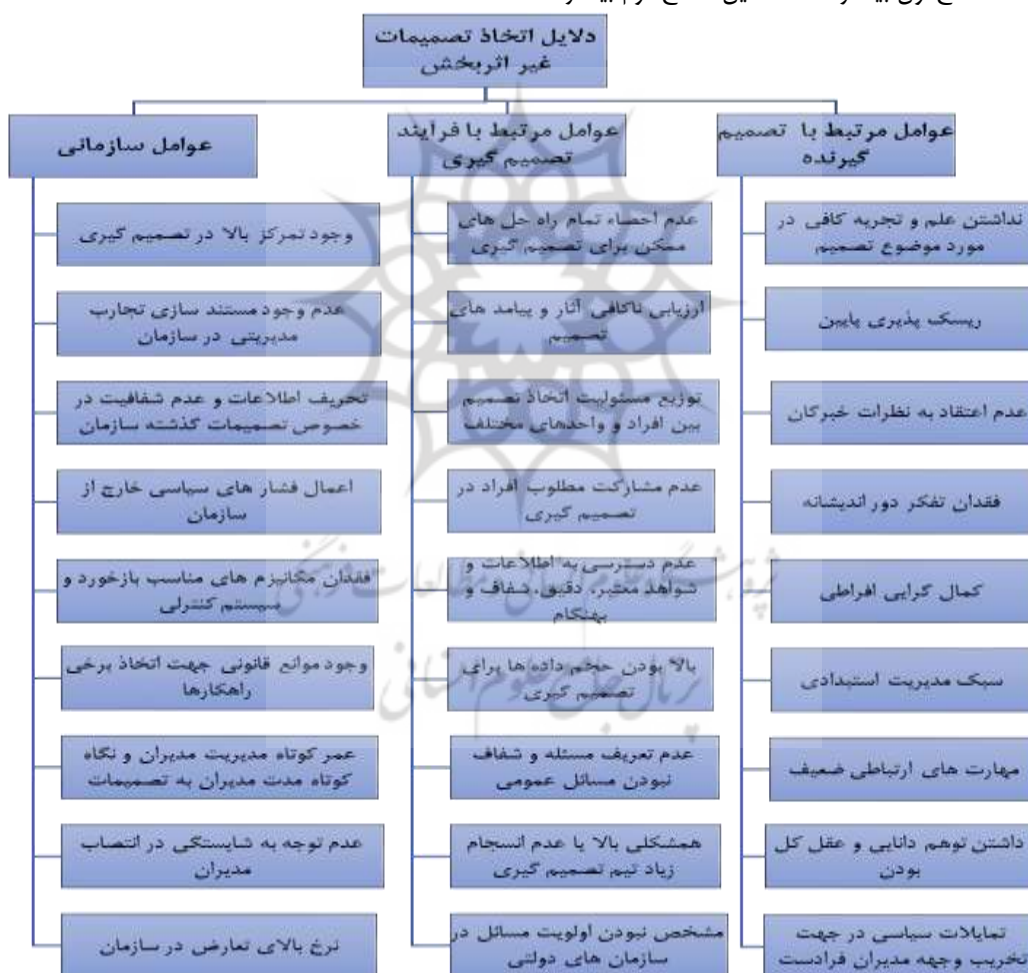 دلایل اتخاذ تصمیمات
غیر اثربخش
عوامل مرتبط با تصمیم
گیرنده
نداشتن علم و تجربه کافی در
مورد موضوع تصمیم
ریسک پذیری پایین
عدم اعتقاد به نظرات خبرگان
فقدان تفکر دور اندیشانه
کمال گرایی افراطی
سبک مدیریت استبدادی
مهارت های ارتباطی ضعیف
داشتن توهم دانایی و عقل کل
بودن
تمایلات سیاسی در جهت
تخریب وجهه مدیران فرادست
عوامل مرتبط با فرآیند
تصمیم گیری
عدم احصاء تمام راه حل های
ممکن برای تصمیم گیری
ارزیابی ناکافی آثار و پیامد های
تصمیم
توزیع مسئولیت اتخاذ تصمیم
بین افراد و واحدهای مختلف
عدم مشارکت مطلوب افراد در
تصمیم گیری
عدم دسترسی به اطلاعات و
شواهد معتبر، دقیق، شفاف و
بهنگام
بالا بودن حجم داده ها برای
تصمیم گیری
عدم تعریف مسئله و شفاف
نبودن مسائل عمومی
همشکلی بالا یا عدم انسجام
زیاد تیم تصمیم گیری
مشخص نبودن اولویت مسائل در
سازمان های دولتی
عوامل سازمانی
وجود تمرکز بالا در تصمیم گیری
عدم وجود مستند سازی تجارب
مدیریتی در سازمان
تحریف اطلاعات و عدم شفافیت در
خصوص تصمیمات گذشته سازمان
اعمال فشار های سیاسی خارج از
سازمان
فقدان مکانیزم های مناسب بازخورد و
سیستم کنترلی
وجود موانع قانونی جهت اتخاذ برخی
راهکارها
عمر کوتاه مدیریت مدیران و نگاه
کوتاه مدت مدیران به تصمیمات
عدم توجه به شایستگی در انتصاب
مدیران
نرخ بالای تعارض در سازمان
پژوهشگاه علوم انسانی و مطالعات فرهنگی
پرتال جامع علوم انسانی